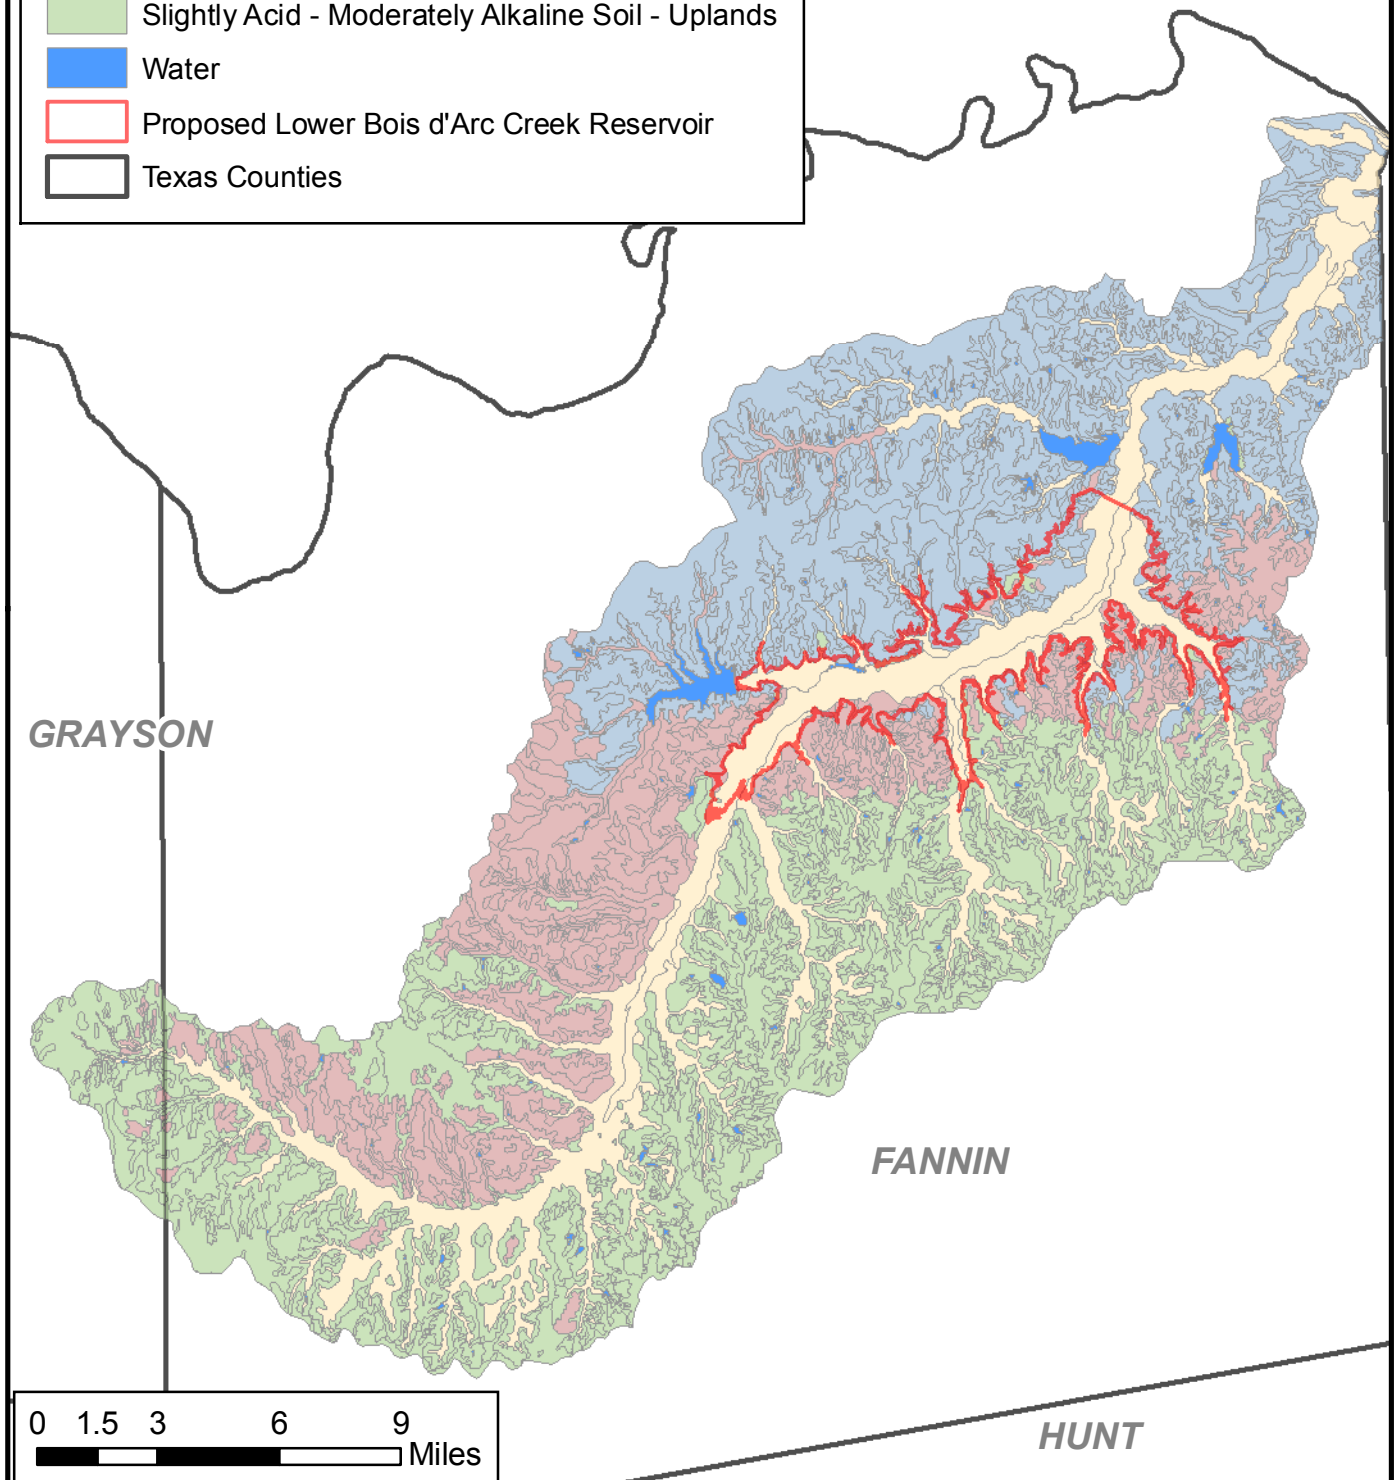 Slightly Acid - Moderately Alkaline Soil - Uplands
Water
Proposed Lower Bois d'Arc Creek Reservoir
Texas Counties
GRAYSON
FANNIN
HUNT
0 1.5 3 6 9
Miles